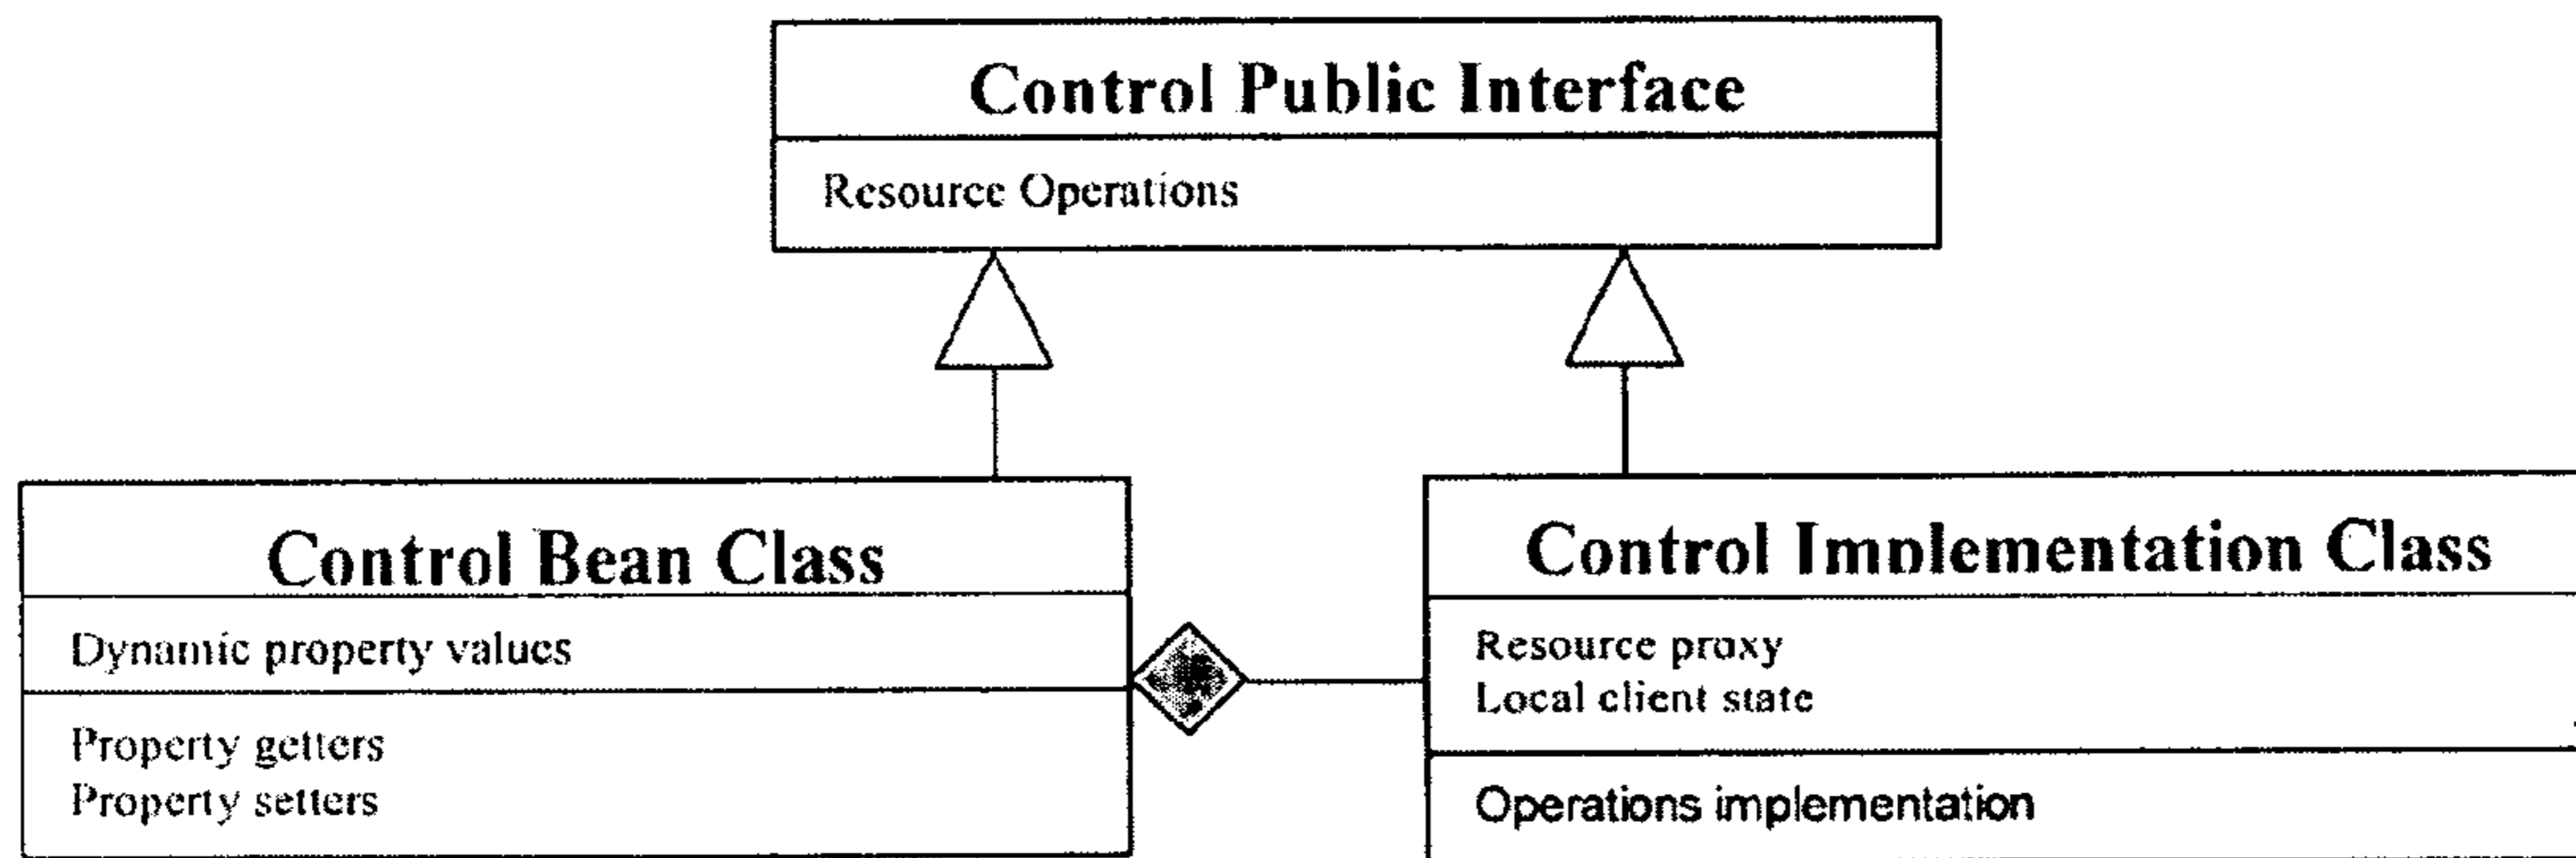 Control Public Interface
Resource Operations
Control Bean Class
Dynamic property values
Property getters
Property setters
Control Implementation Class
Resource proxy
Local client state
Operations implementation